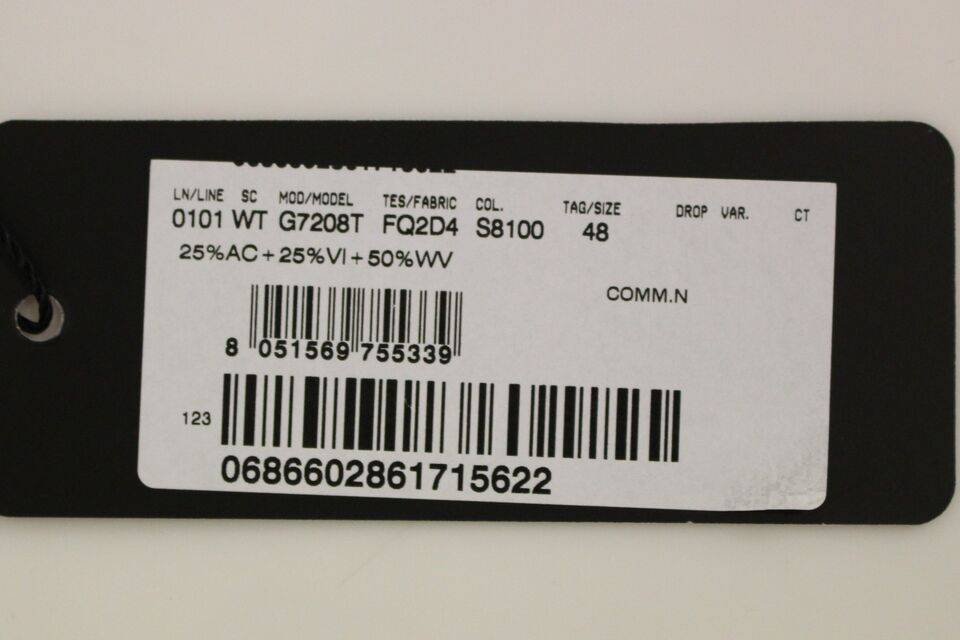 LN/LINE SC MOD/MODEL TES/FABRIC COL. TAG/SIZE DROP VAR. CT
0101 WT G7208T FQ2D4 S8100 48
25%AC+25%VI+50%WV
COMM.N
8 051569 755339
123
0686602861715622